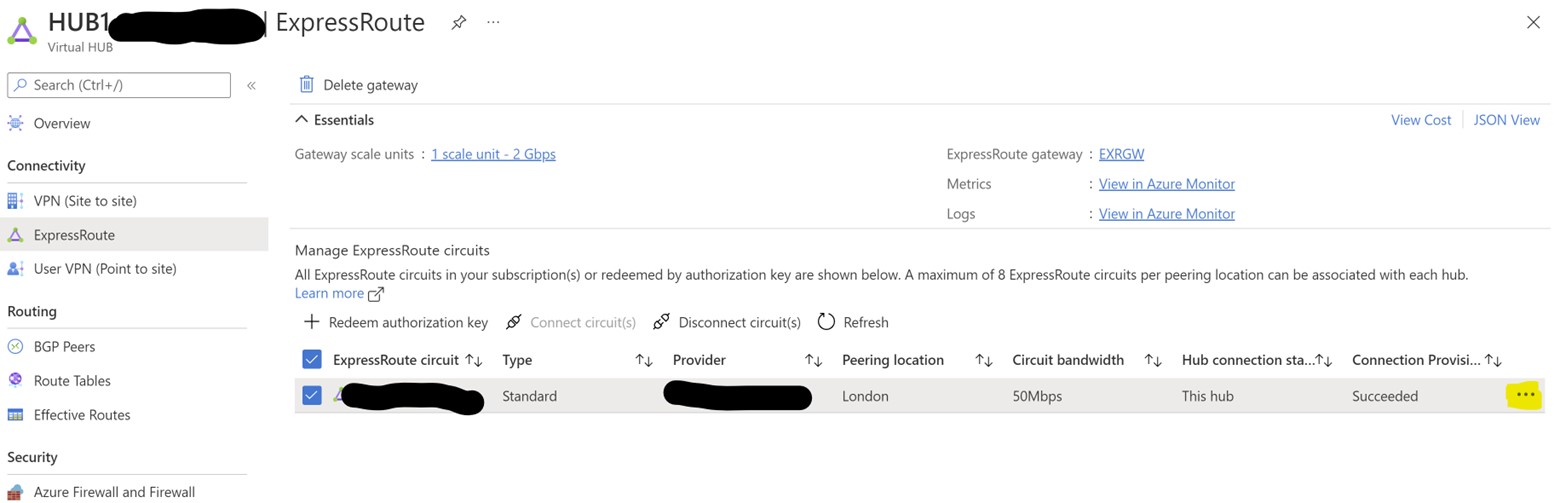 HUB1 | ExpressRoute ...
Virtual HUB
Search (Ctrl+/) «
Overview
Connectivity
VPN (Site to site)
ExpressRoute
User VPN (Point to site)
Routing
BGP Peers
Route Tables
Effective Routes
Security
Azure Firewall and Firewall
Delete gateway
Essentials
View Cost | JSON View
Gateway scale units : 1 scale unit - 2 Gbps
ExpressRoute gateway : EXRGW
Metrics : View in Azure Monitor
Logs : View in Azure Monitor
Manage ExpressRoute circuits
All ExpressRoute circuits in your subscription(s) or redeemed by authorization key are shown below. A maximum of 8 ExpressRoute circuits per peering location can be associated with each hub.
Learn more
Redeem authorization key Connect circuit(s) Disconnect circuit(s) Refresh
ExpressRoute circuit Type Provider Peering location Circuit bandwidth Hub connection sta... Connection Provisi...
Standard London 50Mbps This hub Succeeded ...